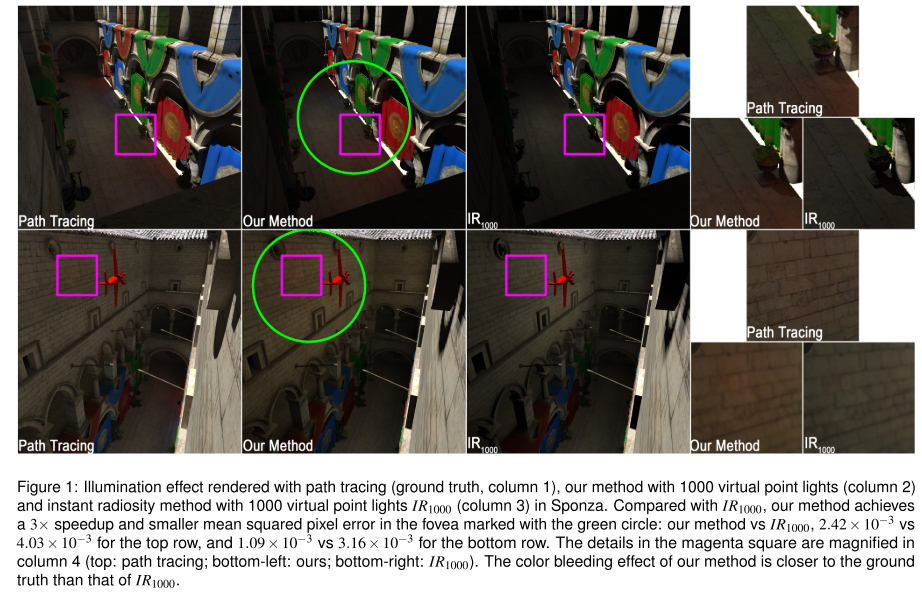 Path Tracing
Our Method
IR1000
Path Tracing
Our Method
IR1000
Path Tracing
Our Method
IR1000
Path Tracing
Our Method
IR1000
Figure 1: Illumination effect rendered with path tracing (ground truth, column 1), our method with 1000 virtual point lights (column 2)
and instant radiosity method with 1000 virtual point lights IR1000 (column 3) in Sponza. Compared with IR1000, our method achieves
a 3× speedup and smaller mean squared pixel error in the fovea marked with the green circle: our method vs IR1000, 2.42×10−3 vs
4.03×10−3 for the top row, and 1.09×10−3 vs 3.16×10−3 for the bottom row. The details in the magenta square are magnified in
column 4 (top: path tracing; bottom-left: ours; bottom-right: IR1000). The color bleeding effect of our method is closer to the ground
truth than that of IR1000.